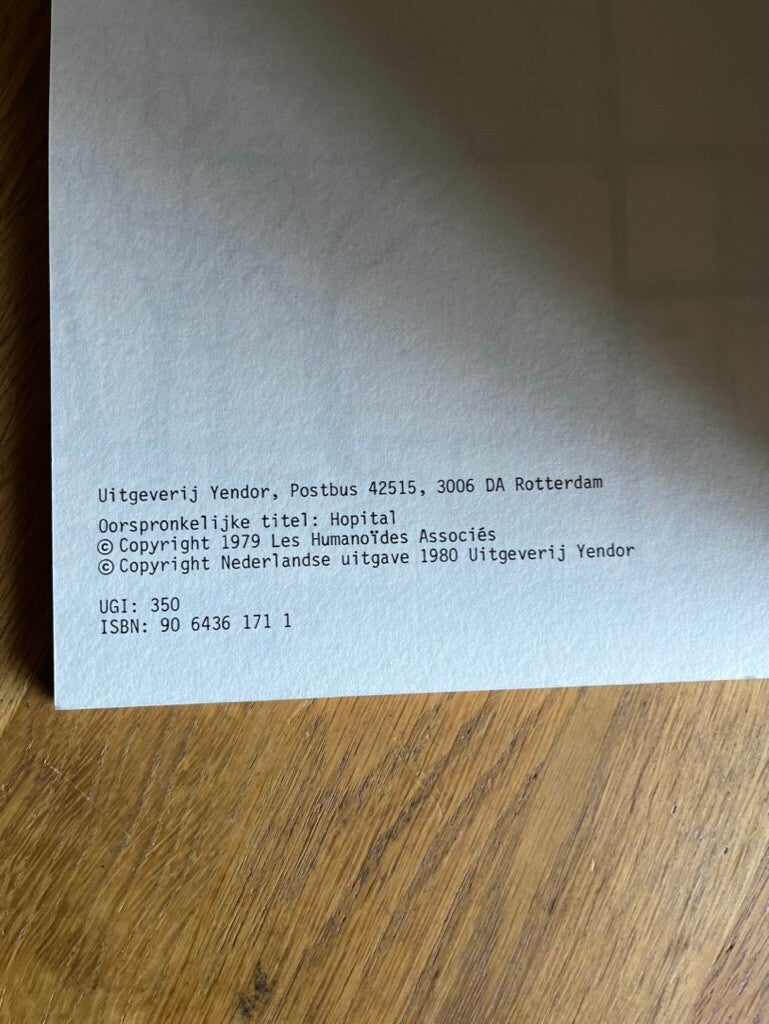 Uitgeverij Yendor, Postbus 42515, 3006 DA Rotterdam
Oorspronkelijke titel: Hopital
© Copyright 1979 Les Humanoïdes Associés
© Copyright Nederlandse uitgave 1980 Uitgeverij Yendor
UGI: 350
ISBN: 90 6436 171 1